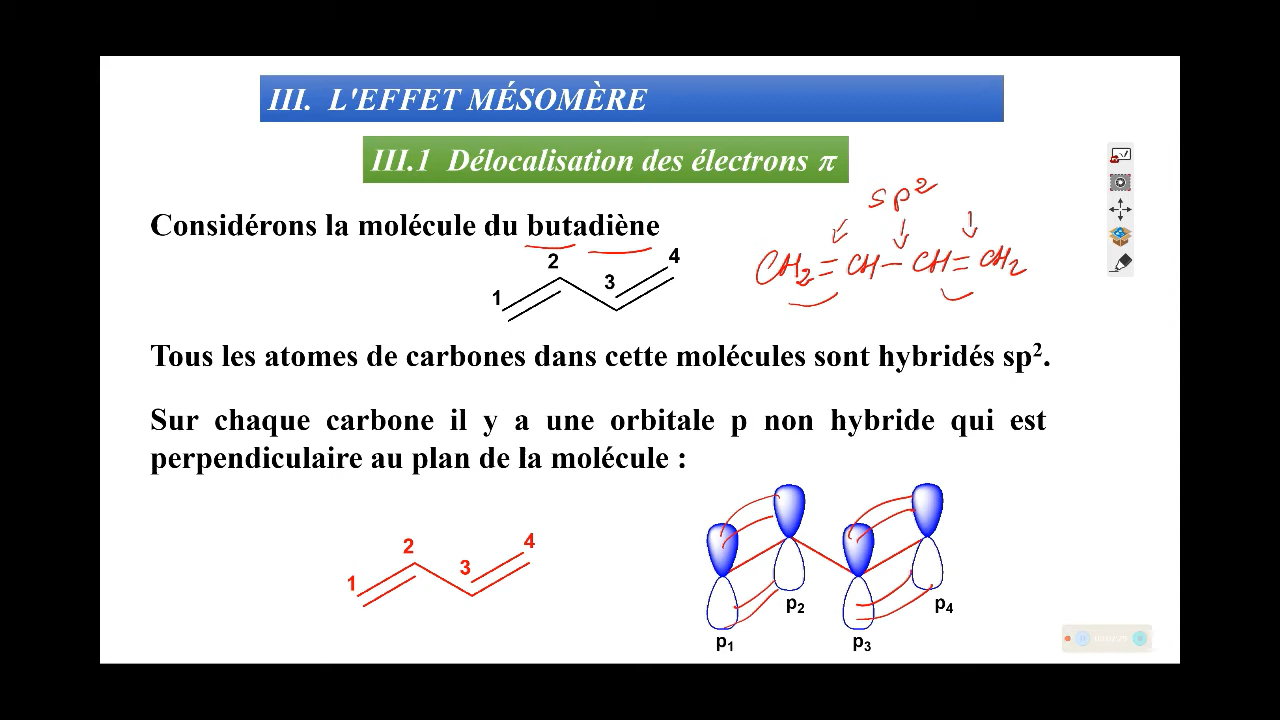 III. L'EFFET MÉSOMÈRE
III.1 Délocalisation des électrons π
Considérons la molécule du butadiène
sp²
CH₂=CH–CH=CH₂
1 2 3 4
Tous les atomes de carbones dans cette molécules sont hybridés sp².
Sur chaque carbone il y a une orbitale p non hybride qui est
perpendiculaire au plan de la molécule :
1 2 3 4
p₁ p₂ p₃ p₄